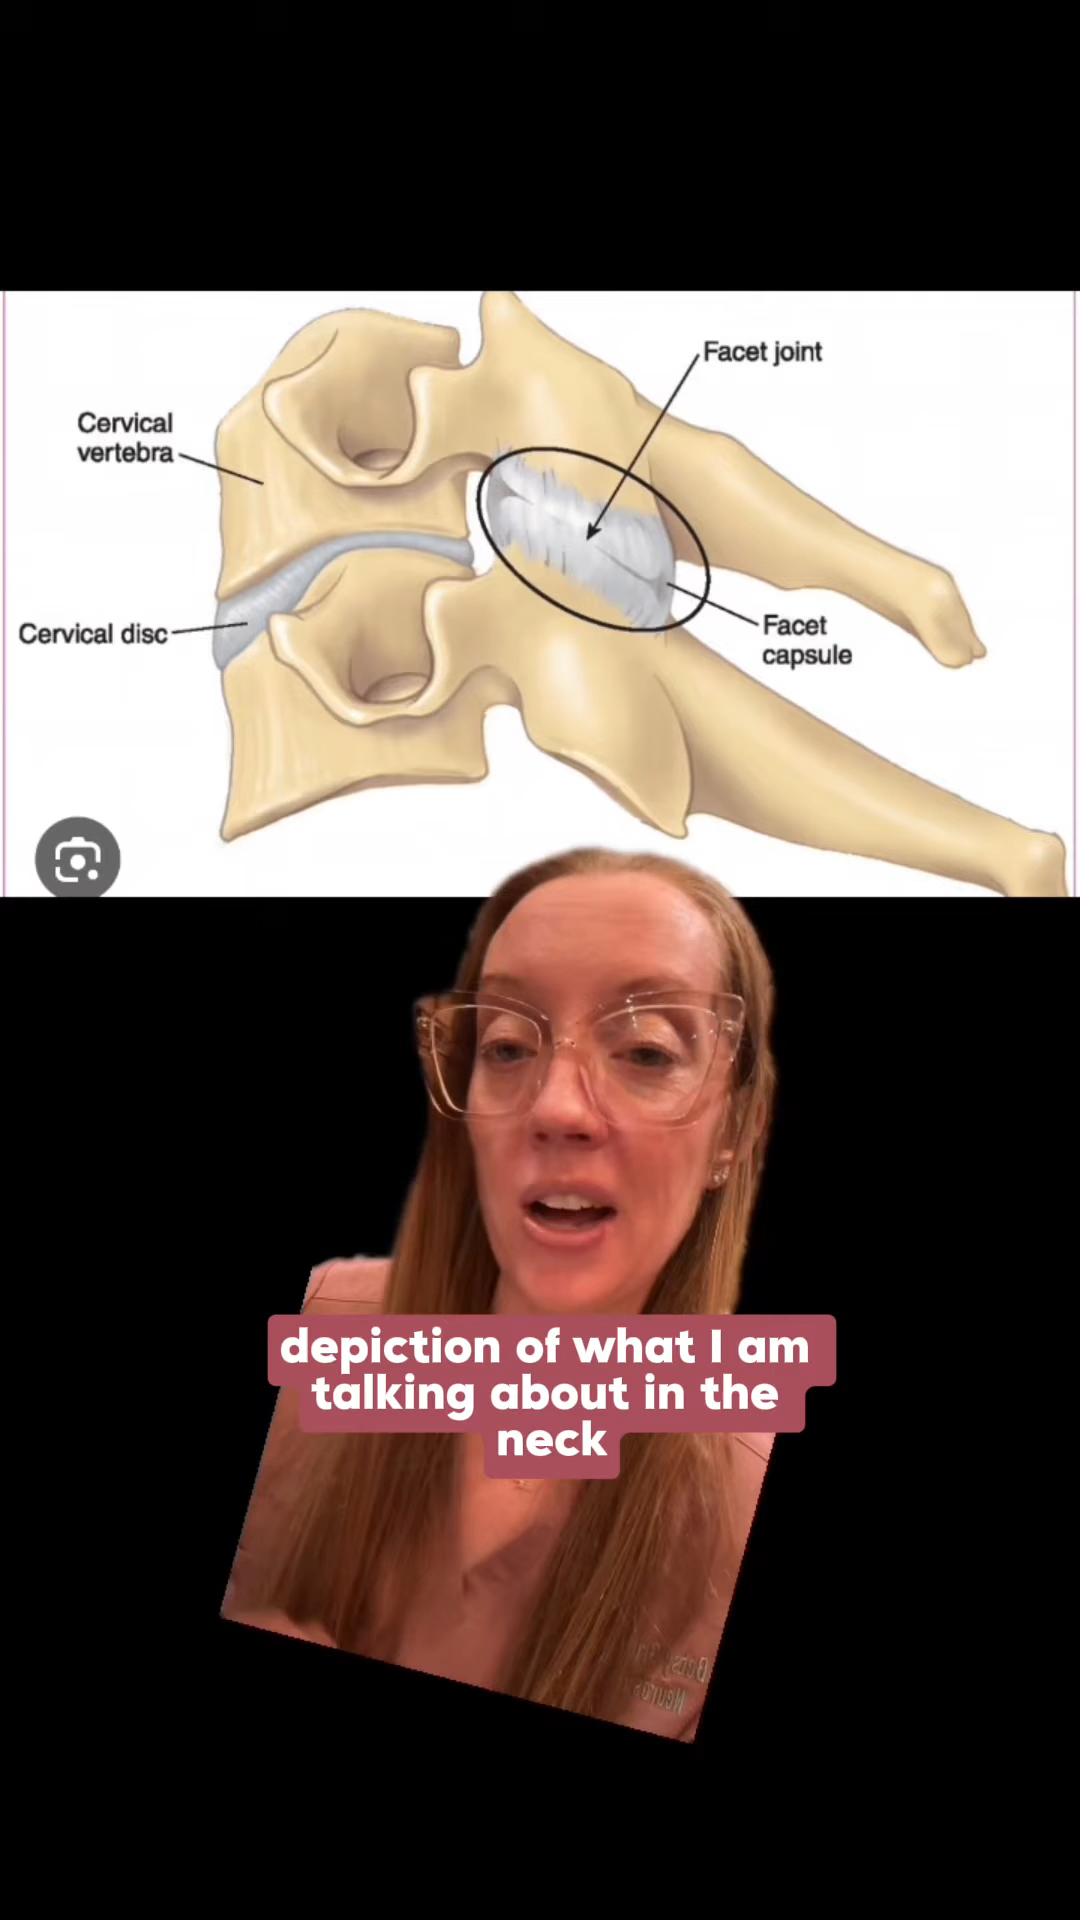 Facet joint
Cervical
vertebra
Cervical disc
Facet
capsule
depiction of what I am
talking about in the
neck